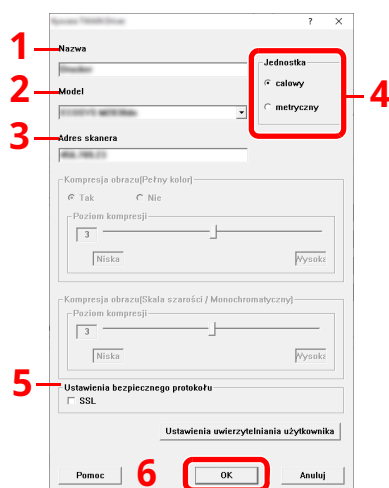 ? ×
1 Nazwa
Jednostka
2 Model
calowy
4
metryczny
3 Adres skanera
Kompresja obrazu(Pełny kolor)
Tak Nie
Poziom kompresji
3
Niska Wysoka
Kompresja obrazu(Skala szarości / Monochromatyczny)
Poziom kompresji
3
Niska Wysoka
5 Ustawienia bezpiecznego protokołu
SSL
Ustawienia uwierzytelniania użytkownika
Pomoc 6 OK Anuluj